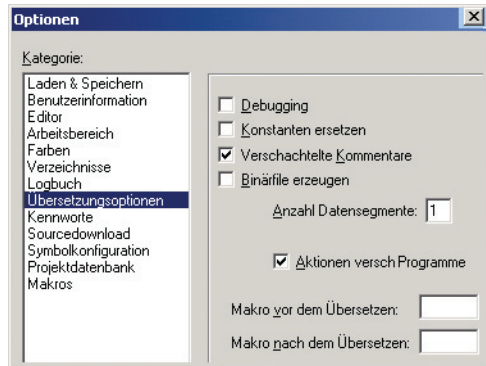 Optionen
Kategorie:
Laden & Speichern
Benutzerinformation
Editor
Arbeitsbereich
Farben
Verzeichnisse
Logbuch
Übersetzungsoptionen
Kennworte
Sourcedownload
Symbolkonfiguration
Projektdatenbank
Makros
Debugging
Konstanten ersetzen
Verschachtelte Kommentare
Binärfile erzeugen
Anzahl Datensegmente: 1
Aktionen versch Programme
Makro vor dem Übersetzen:
Makro nach dem Übersetzen: